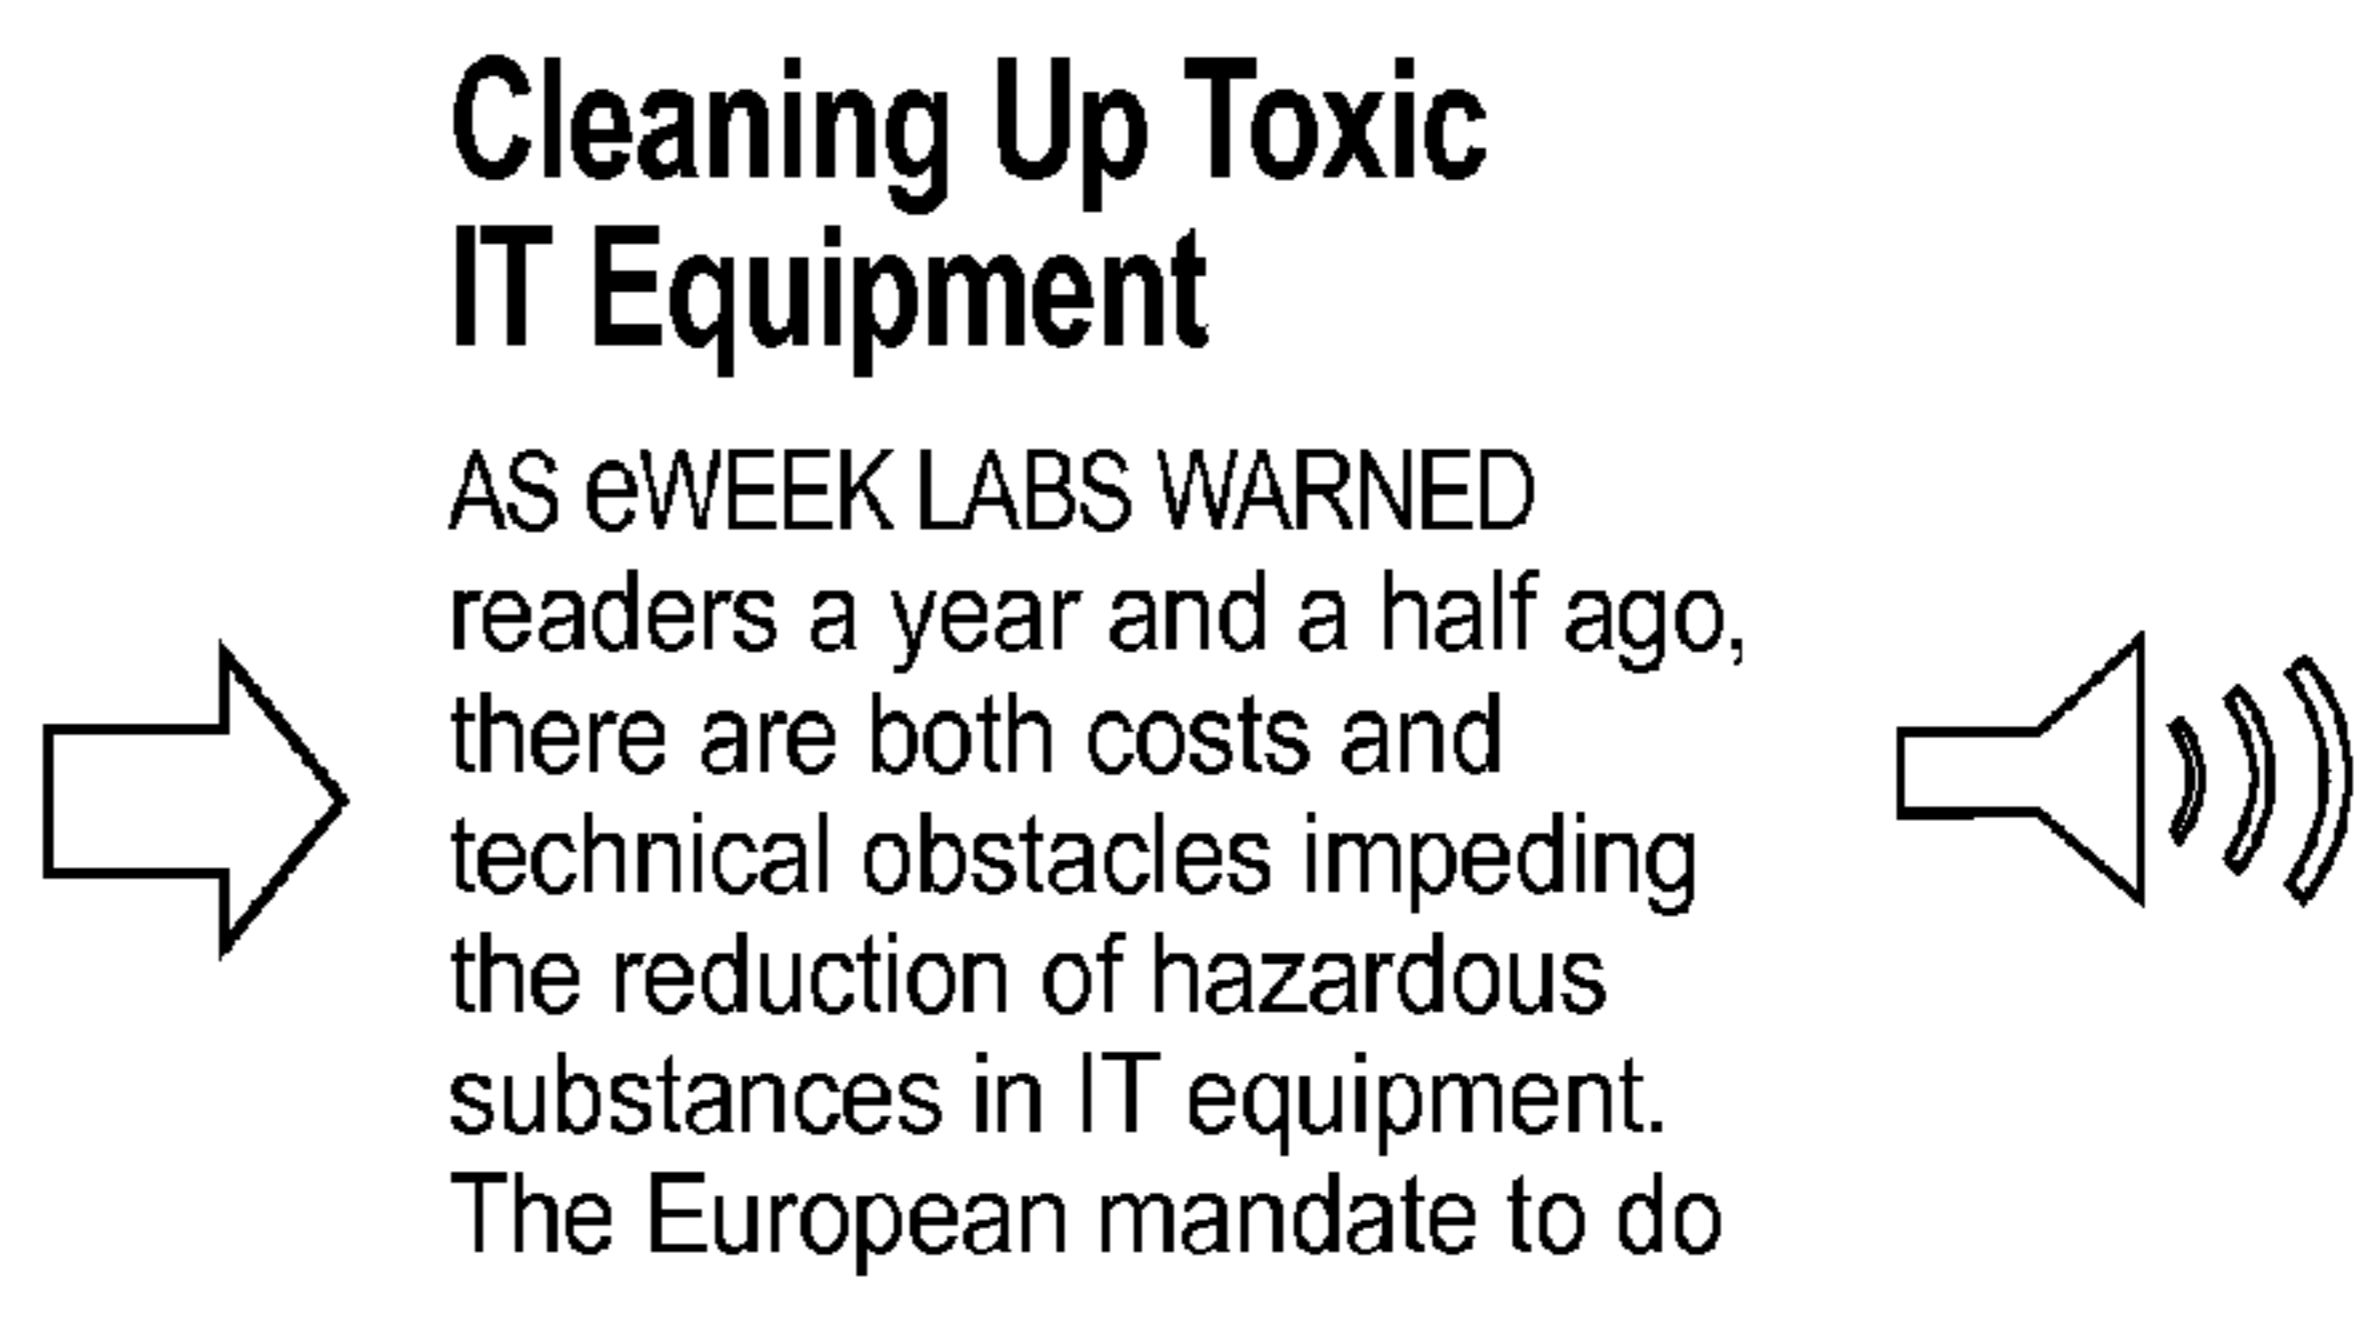 Cleaning Up Toxic
IT Equipment
AS eWEEK LABS WARNED
readers a year and a half ago,
there are both costs and
technical obstacles impeding
the reduction of hazardous
substances in IT equipment.
The European mandate to do